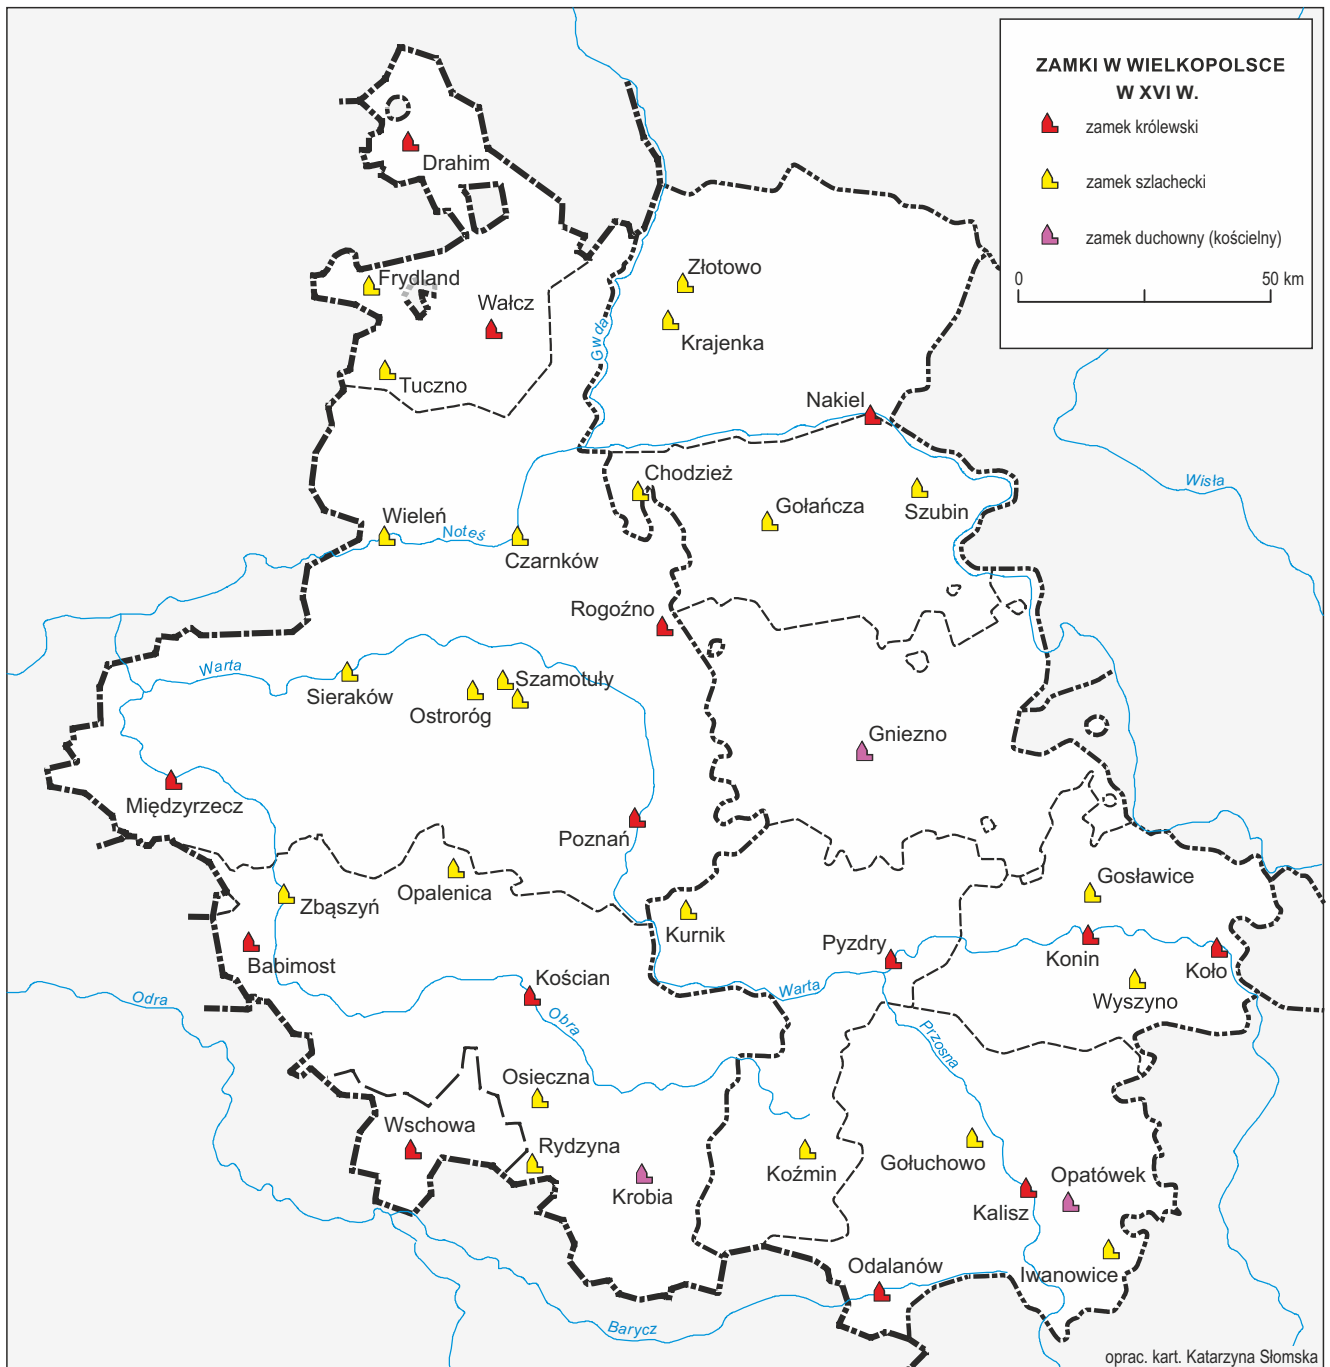 ZAMKI W WIELKOPOLSCE
W XVI W.
zamek królewski
zamek szlachecki
zamek duchowny (kościelny)
0 50 km
Drahim
Frydland
Złotowo
Wałcz
Krajenka
Gwda
Tuczno
Nakiel
Chodzież
Wisła
Gołańcza
Szubin
Wieleń
Noteś
Czarnków
Rogoźno
Warta
Sieraków
Szamotuły
Ostroróg
Gniezno
Międzyrzecz
Poznań
Opalenica
Gosławice
Zbąszyń
Kurnik
Pyzdry
Konin
Koło
Babimost
Kościan
Warta
Wyszyno
Odra
Obra
Przosna
Osieczna
Wschowa
Rydzyna
Koźmin
Gołuchowo
Opatówek
Krobia
Kalisz
Odalanów
Iwanowice
Barycz
oprac. kart. Katarzyna Słomska